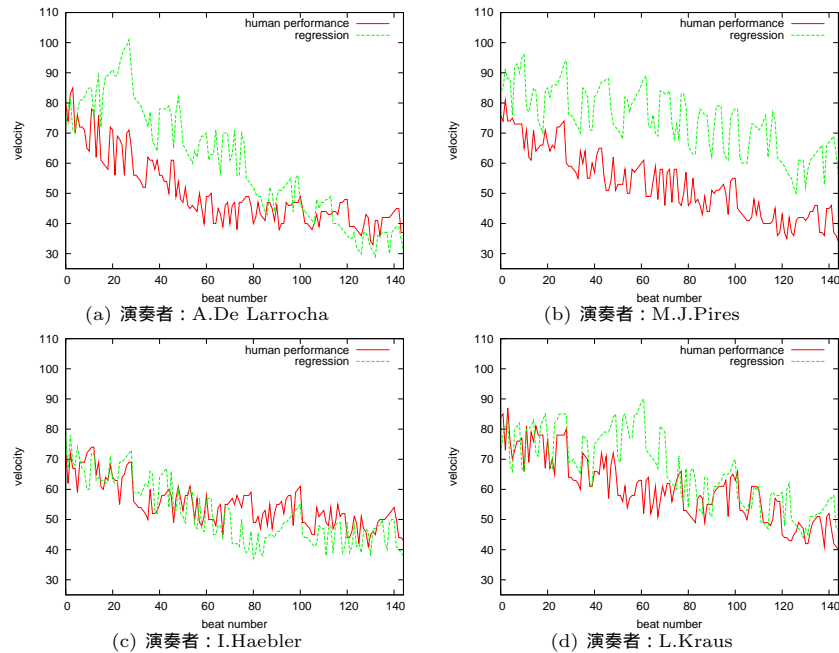 110
100
90
80
70
60
50
40
30
0 20 40 60 80 100 120 140
velocity
beat number
human performance
regression
(a) 演奏者：A.De Larrocha
110
100
90
80
70
60
50
40
30
0 20 40 60 80 100 120 140
velocity
beat number
human performance
regression
(b) 演奏者：M.J.Pires
110
100
90
80
70
60
50
40
30
0 20 40 60 80 100 120 140
velocity
beat number
human performance
regression
(c) 演奏者：I.Haebler
110
100
90
80
70
60
50
40
30
0 20 40 60 80 100 120 140
velocity
beat number
human performance
regression
(d) 演奏者：L.Kraus